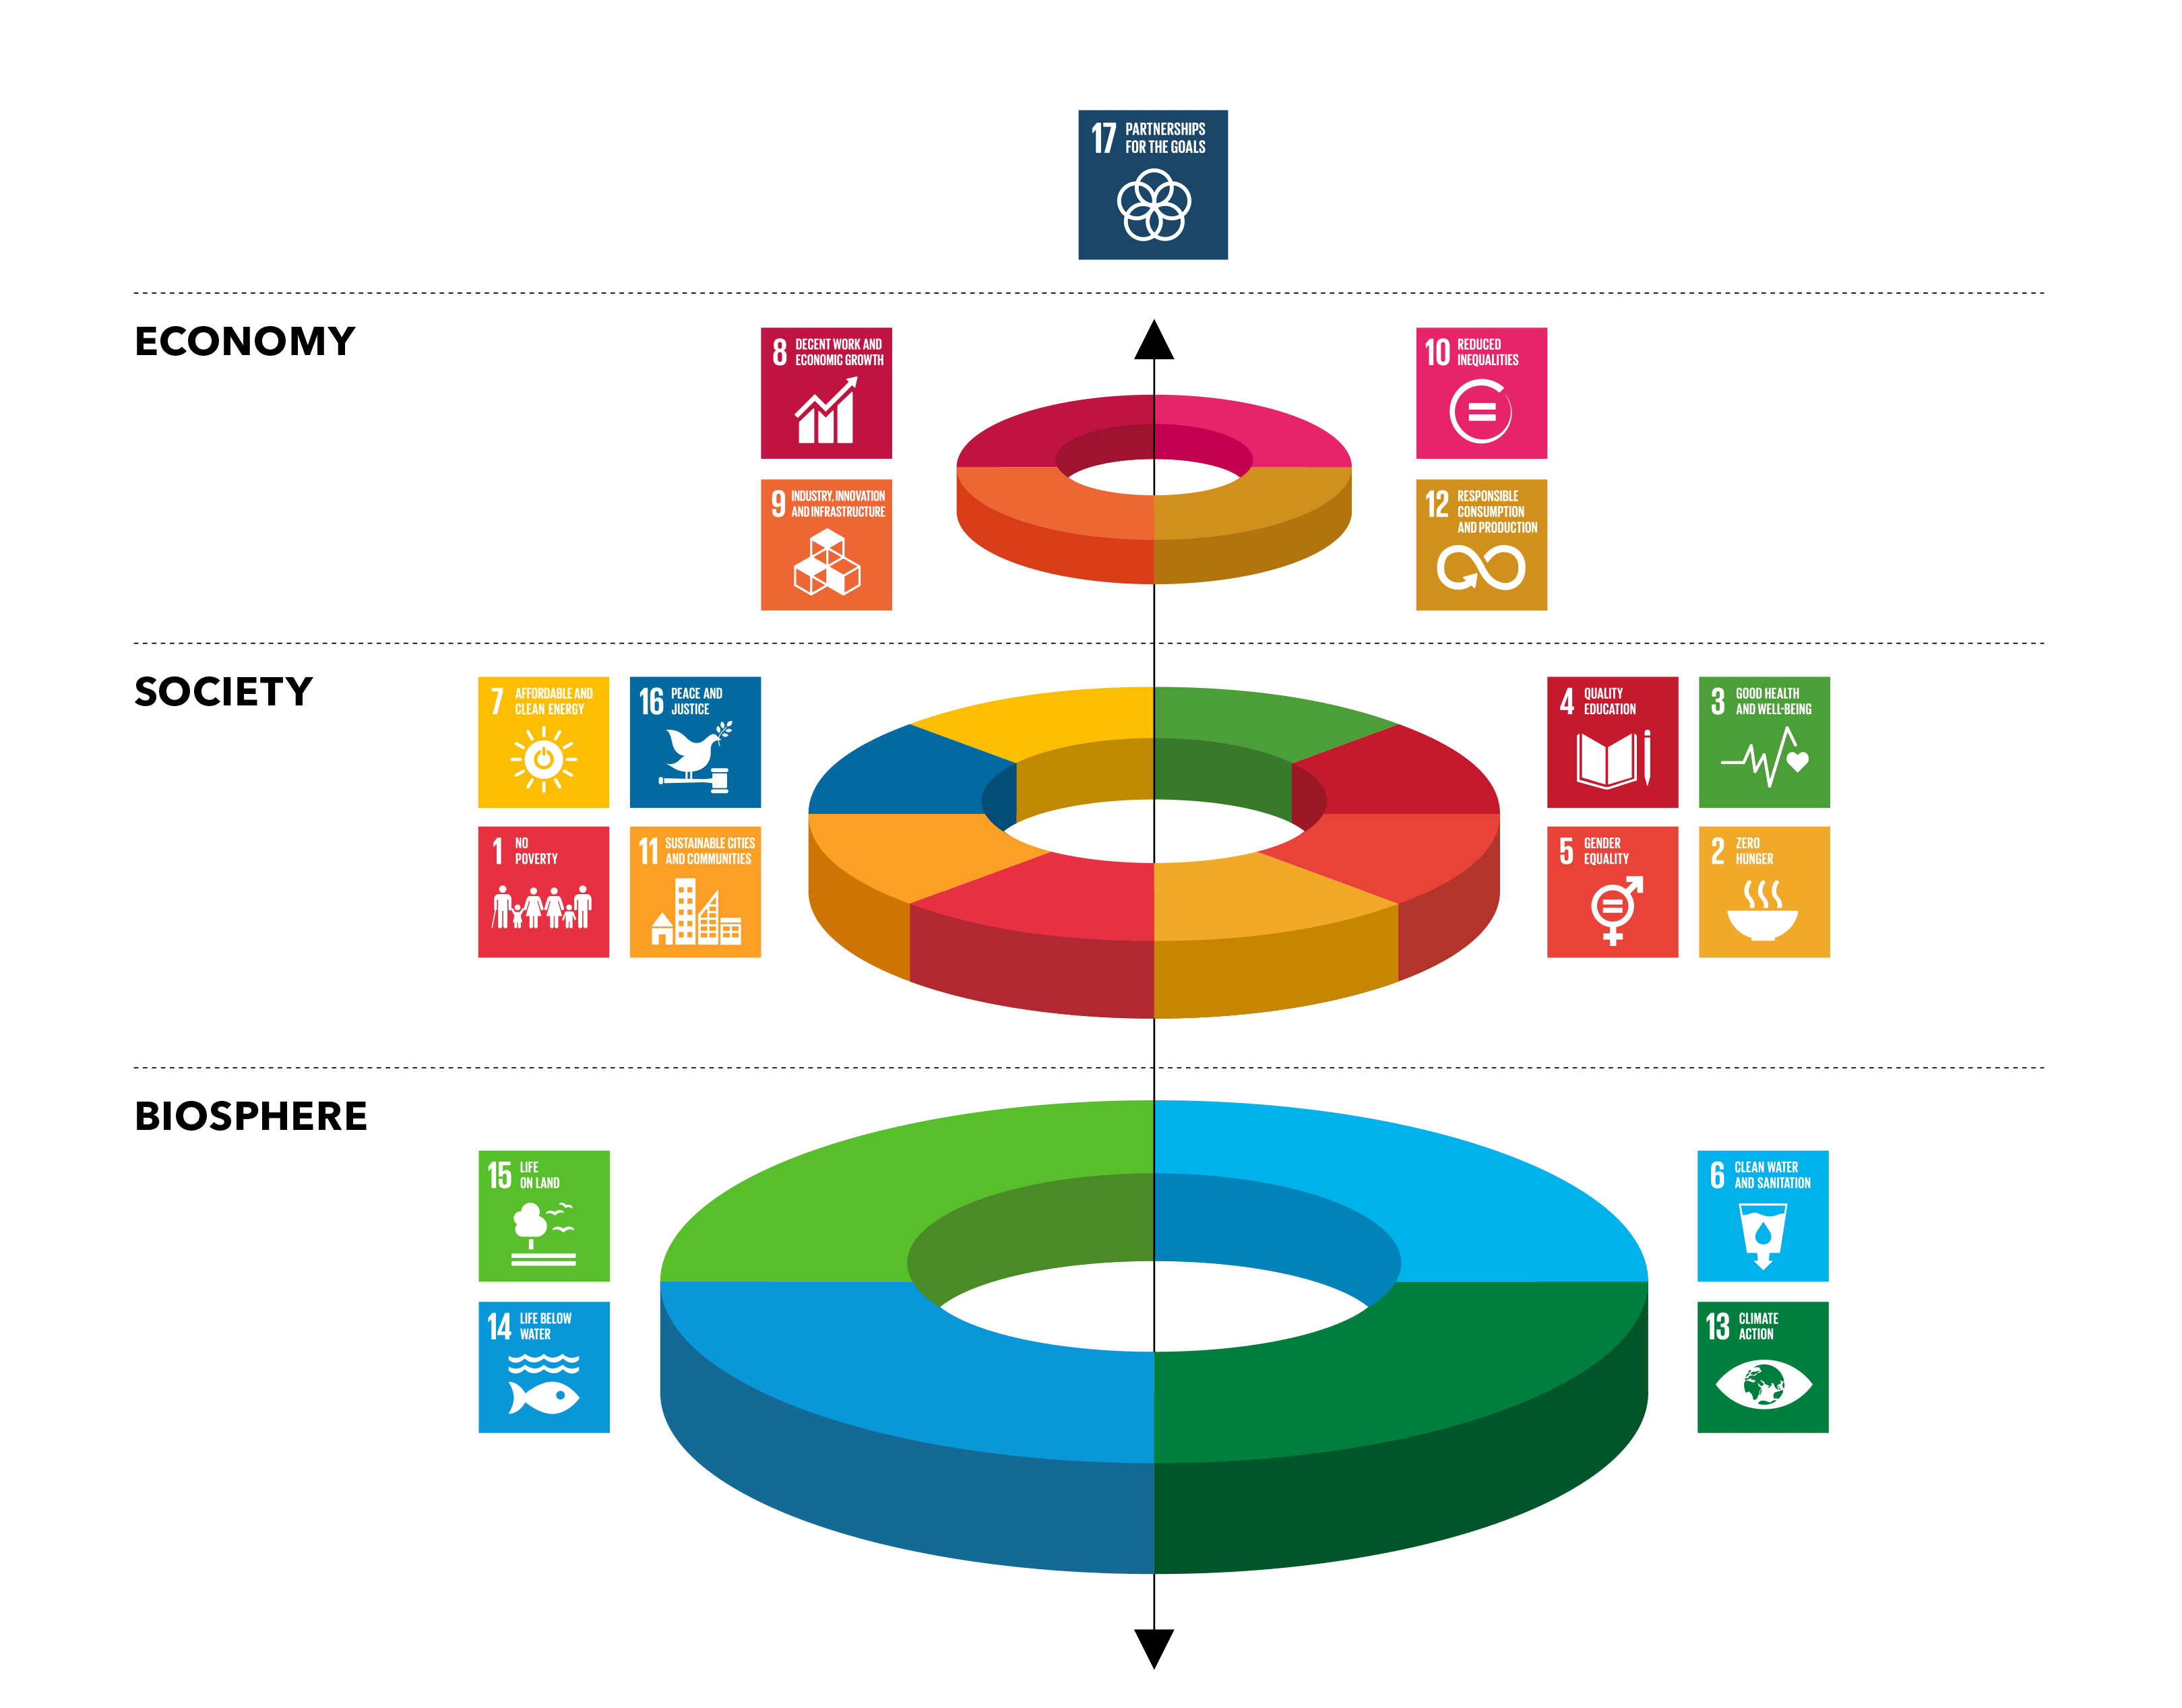 17 PARTNERSHIPS
FOR THE GOALS
ECONOMY
8 DECENT WORK AND
ECONOMIC GROWTH
10 REDUCED
INEQUALITIES
9 INDUSTRY, INNOVATION
AND INFRASTRUCTURE
12 RESPONSIBLE
CONSUMPTION
AND PRODUCTION
SOCIETY
7 AFFORDABLE AND
CLEAN ENERGY
16 PEACE AND
JUSTICE
4 QUALITY
EDUCATION
3 GOOD HEALTH
AND WELL-BEING
1 NO
POVERTY
11 SUSTAINABLE CITIES
AND COMMUNITIES
5 GENDER
EQUALITY
2 ZERO
HUNGER
BIOSPHERE
15 LIFE
ON LAND
6 CLEAN WATER
AND SANITATION
14 LIFE BELOW
WATER
13 CLIMATE
ACTION